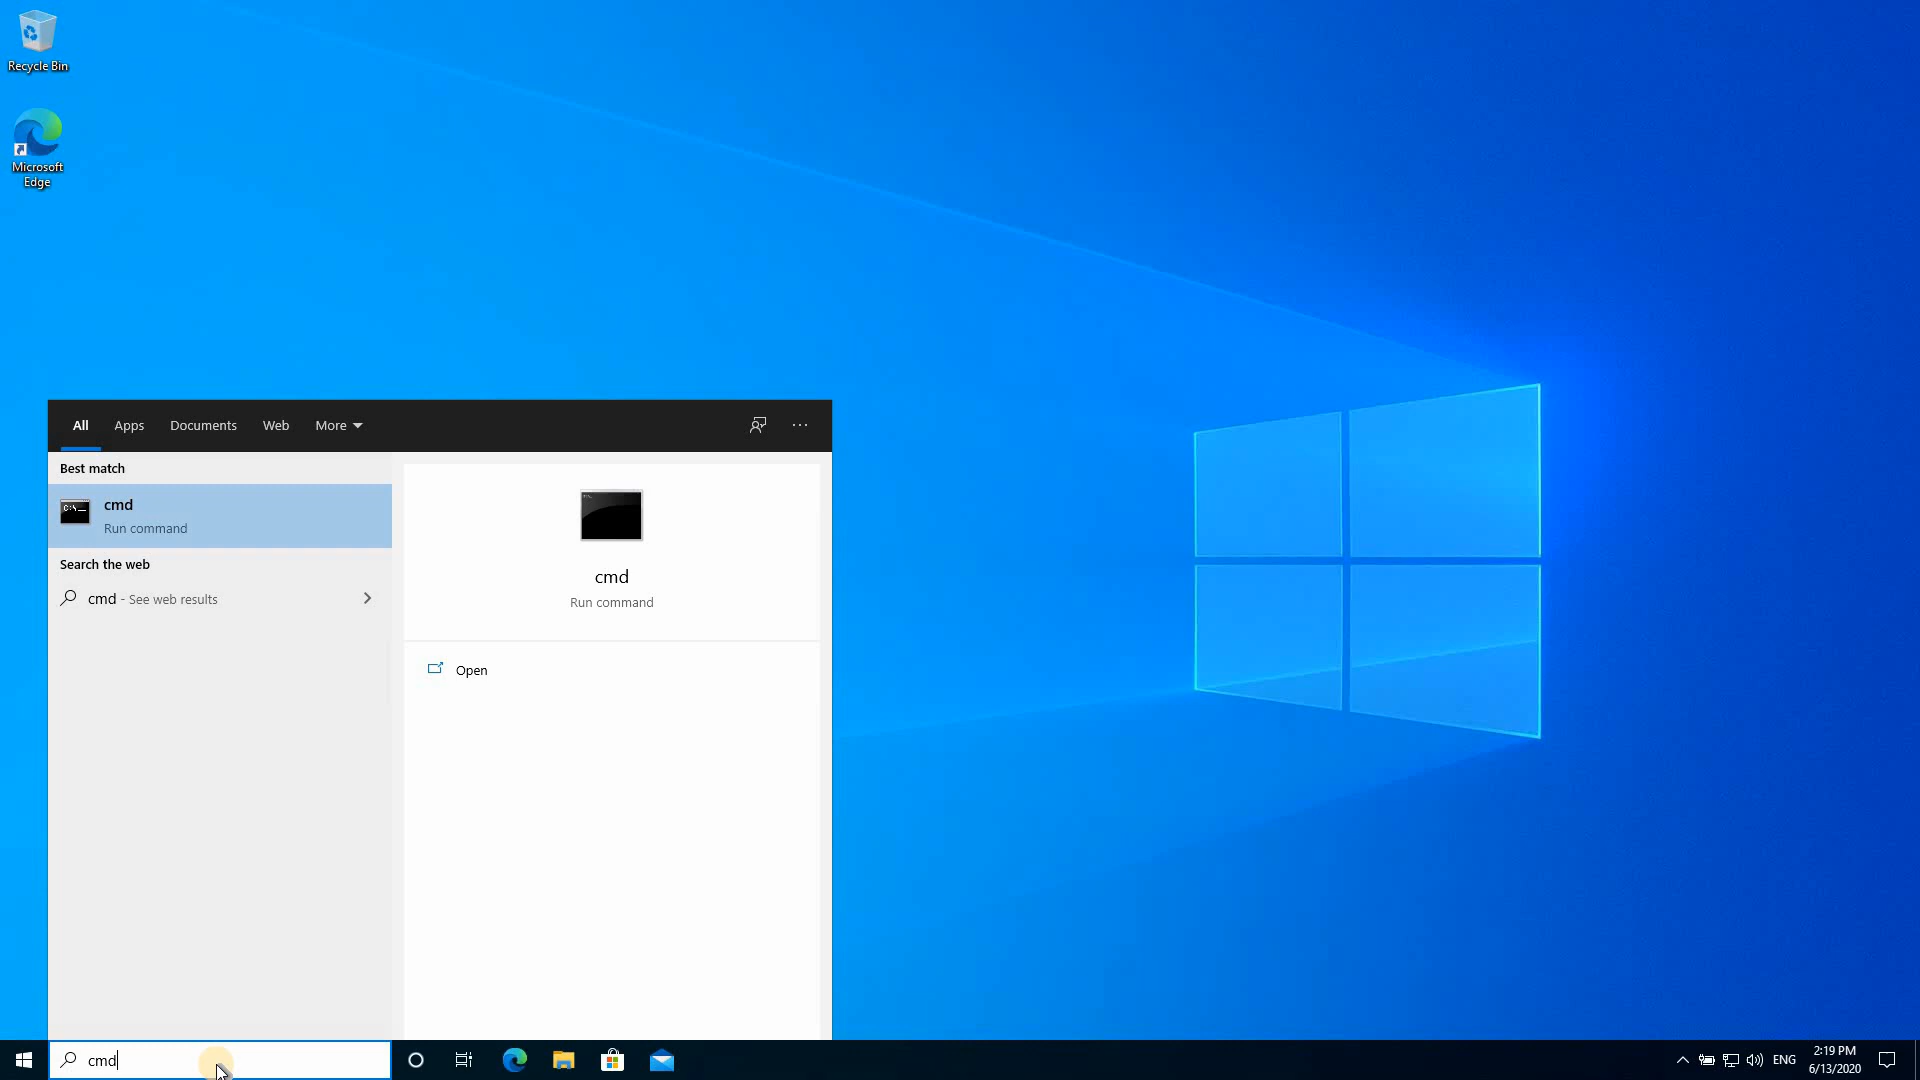 Recycle Bin
Microsoft
Edge
All Apps Documents Web More
Best match
cmd
Run command
Search the web
cmd - See web results
cmd
Run command
Open
cmd
ENG
2:19 PM
6/13/2020